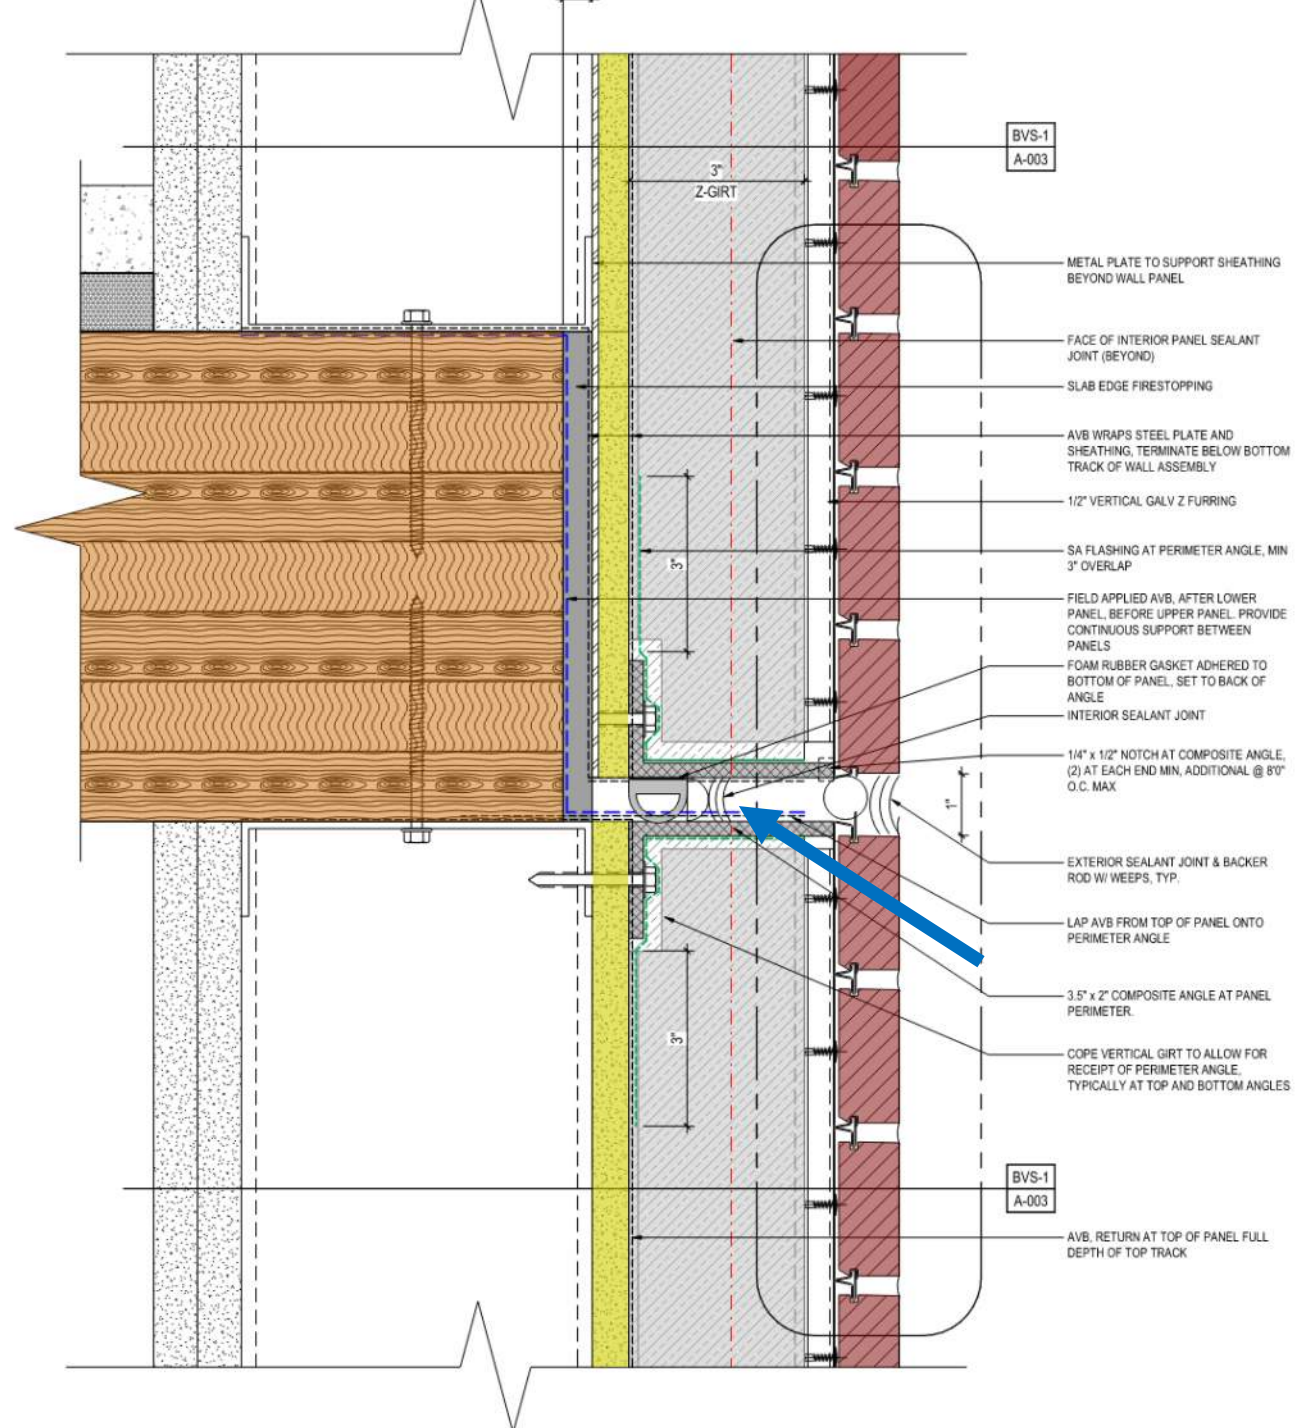 BVS-1
A-003
3"
Z-GIRT
METAL PLATE TO SUPPORT SHEATHING
BEYOND WALL PANEL
FACE OF INTERIOR PANEL SEALANT
JOINT (BEYOND)
SLAB EDGE FIRESTOPPING
AVB WRAPS STEEL PLATE AND
SHEATHING, TERMINATE BELOW BOTTOM
TRACK OF WALL ASSEMBLY
1/2" VERTICAL GALV Z FURRING
SA FLASHING AT PERIMETER ANGLE, MIN
3" OVERLAP
3"
FIELD APPLIED AVB, AFTER LOWER
PANEL, BEFORE UPPER PANEL. PROVIDE
CONTINUOUS SUPPORT BETWEEN
PANELS
FOAM RUBBER GASKET ADHERED TO
BOTTOM OF PANEL, SET TO BACK OF
ANGLE
INTERIOR SEALANT JOINT
1/4" x 1/2" NOTCH AT COMPOSITE ANGLE,
(2) AT EACH END MIN, ADDITIONAL @ 8'0"
O.C. MAX
1"
EXTERIOR SEALANT JOINT & BACKER
ROD W/ WEEPS, TYP.
LAP AVB FROM TOP OF PANEL ONTO
PERIMETER ANGLE
3.5" x 2" COMPOSITE ANGLE AT PANEL
PERIMETER.
3"
COPE VERTICAL GIRT TO ALLOW FOR
RECEIPT OF PERIMETER ANGLE,
TYPICALLY AT TOP AND BOTTOM ANGLES
BVS-1
A-003
AVB, RETURN AT TOP OF PANEL FULL
DEPTH OF TOP TRACK